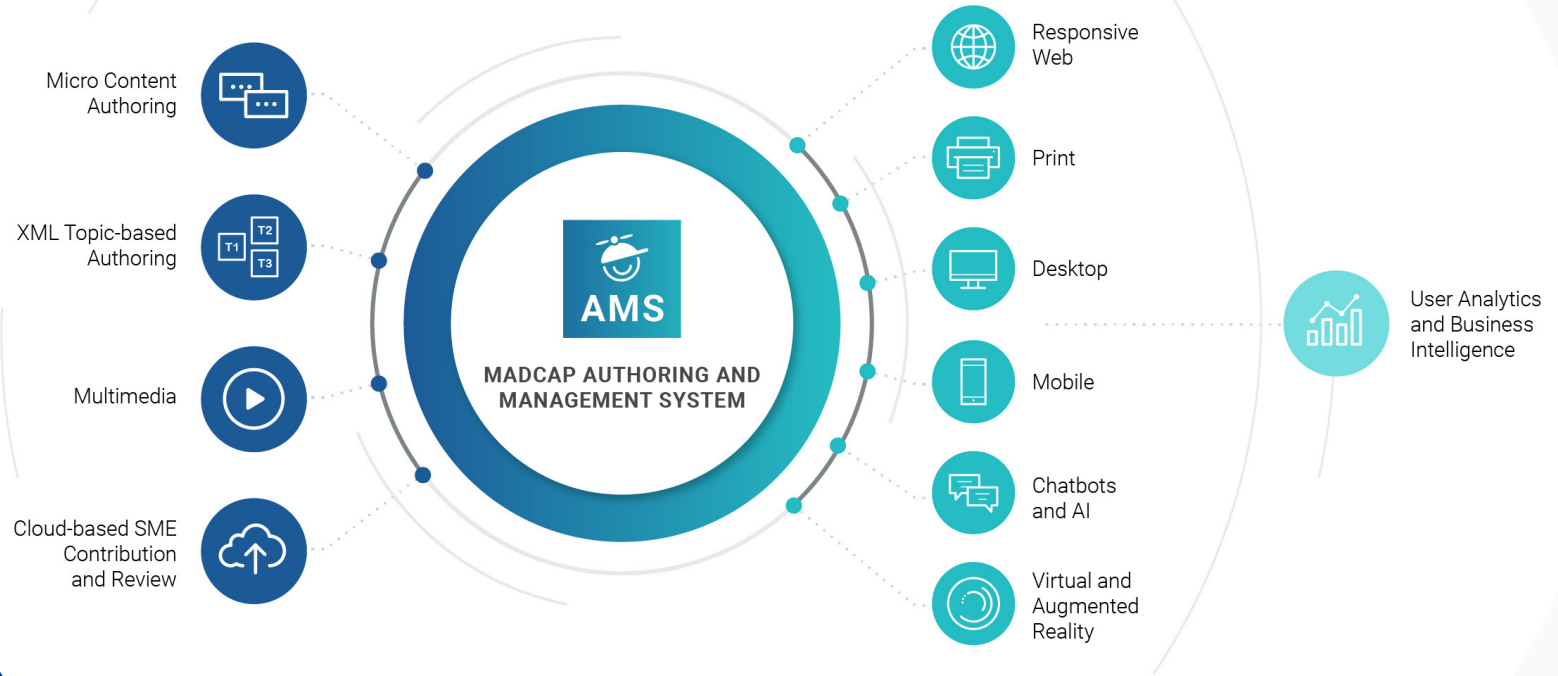 Micro Content
Authoring
XML Topic-based
Authoring
T1
T2
T3
Multimedia
Cloud-based SME
Contribution
and Review
AMS
MADCAP AUTHORING AND
MANAGEMENT SYSTEM
Responsive
Web
Print
Desktop
Mobile
Chatbots
and AI
Virtual and
Augmented
Reality
User Analytics
and Business
Intelligence